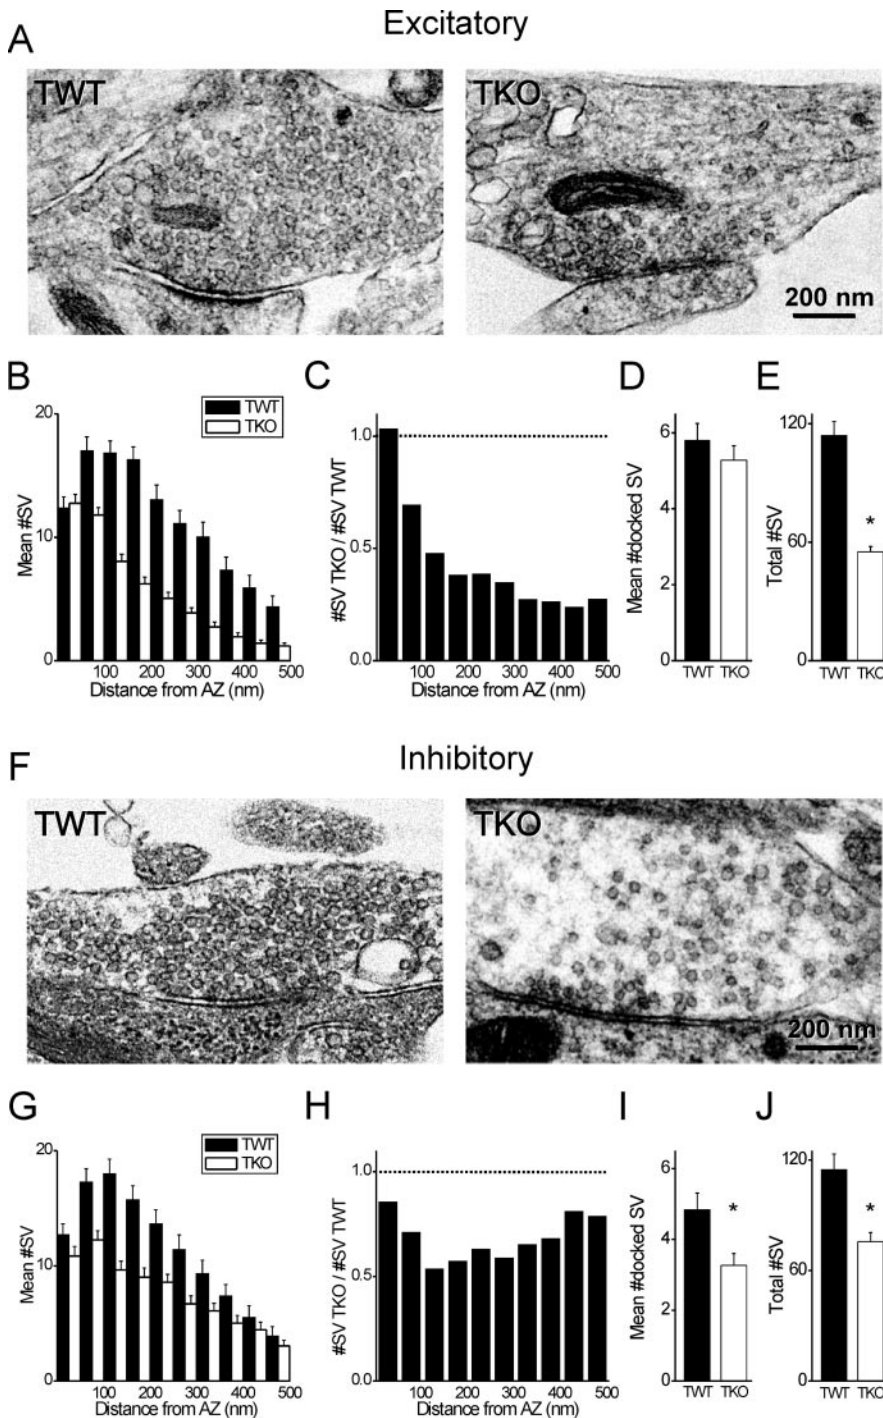 Excitatory
A
TWT
TKO
200 nm
B
C
D
E
TWT
TKO
20
10
0
Mean #SV
100 200 300 400 500
Distance from AZ (nm)
1.0
0.5
0.0
#SV TKO / #SV TWT
100 200 300 400 500
Distance from AZ (nm)
6
4
2
0
Mean #docked SV
TWT TKO
120
60
0
Total #SV
*
TWT TKO
Inhibitory
F
TWT
TKO
200 nm
G
H
I
J
TWT
TKO
20
10
0
Mean #SV
100 200 300 400 500
Distance from AZ (nm)
1.0
0.5
0.0
#SV TKO / #SV TWT
100 200 300 400 500
Distance from AZ (nm)
6
4
2
0
Mean #docked SV
*
TWT TKO
120
60
0
Total #SV
*
TWT TKO